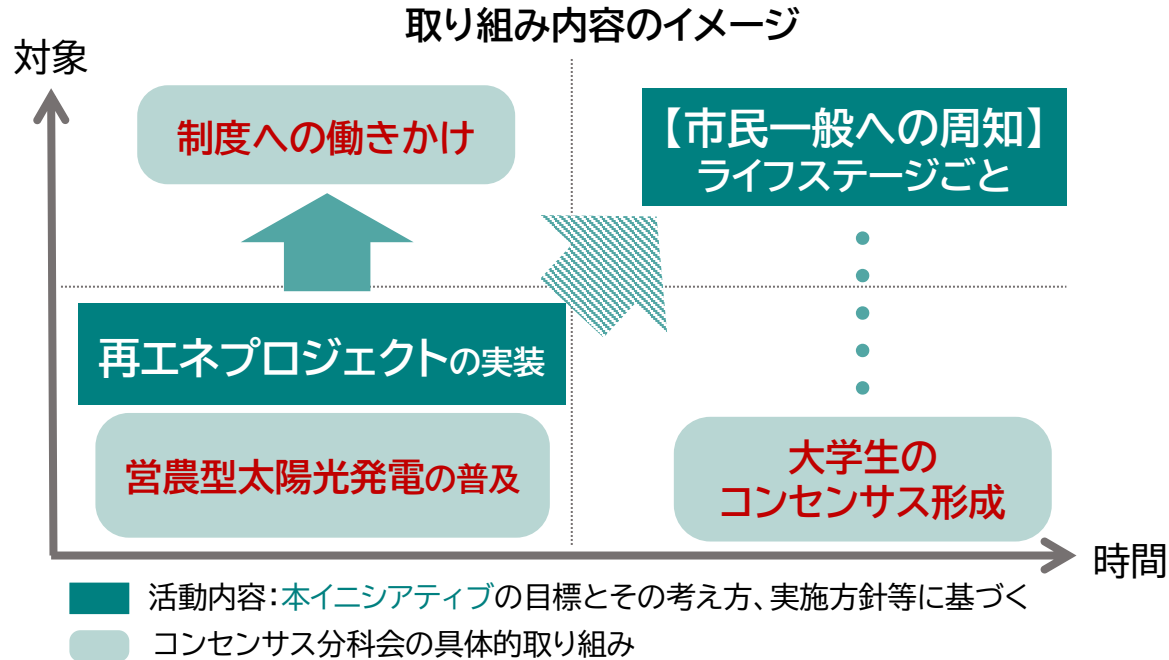 取り組み内容のイメージ
対象
制度への働きかけ
【市民一般への周知】
ライフステージごと
再エネプロジェクトの実装
営農型太陽光発電の普及
大学生の
コンセンサス形成
時間
活動内容：本イニシアティブの目標とその考え方、実施方針等に基づく
コンセンサス分科会の具体的取り組み